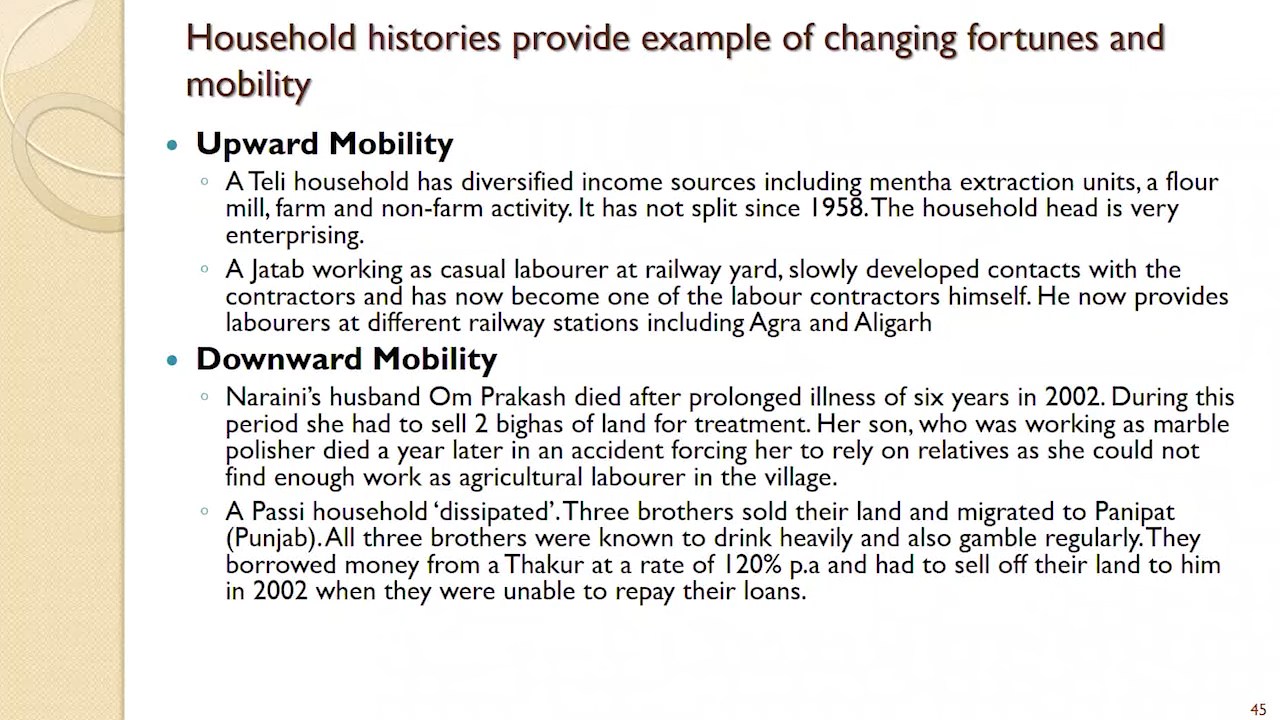 Household histories provide example of changing fortunes and
mobility
• Upward Mobility
◦ A Teli household has diversified income sources including mentha extraction units, a flour
mill, farm and non-farm activity. It has not split since 1958. The household head is very
enterprising.
◦ A Jatab working as casual labourer at railway yard, slowly developed contacts with the
contractors and has now become one of the labour contractors himself. He now provides
labourers at different railway stations including Agra and Aligarh
• Downward Mobility
◦ Naraini's husband Om Prakash died after prolonged illness of six years in 2002. During this
period she had to sell 2 bighas of land for treatment. Her son, who was working as marble
polisher died a year later in an accident forcing her to rely on relatives as she could not
find enough work as agricultural labourer in the village.
◦ A Passi household ‘dissipated’. Three brothers sold their land and migrated to Panipat
(Punjab). All three brothers were known to drink heavily and also gamble regularly. They
borrowed money from a Thakur at a rate of 120% p.a and had to sell off their land to him
in 2002 when they were unable to repay their loans.
45